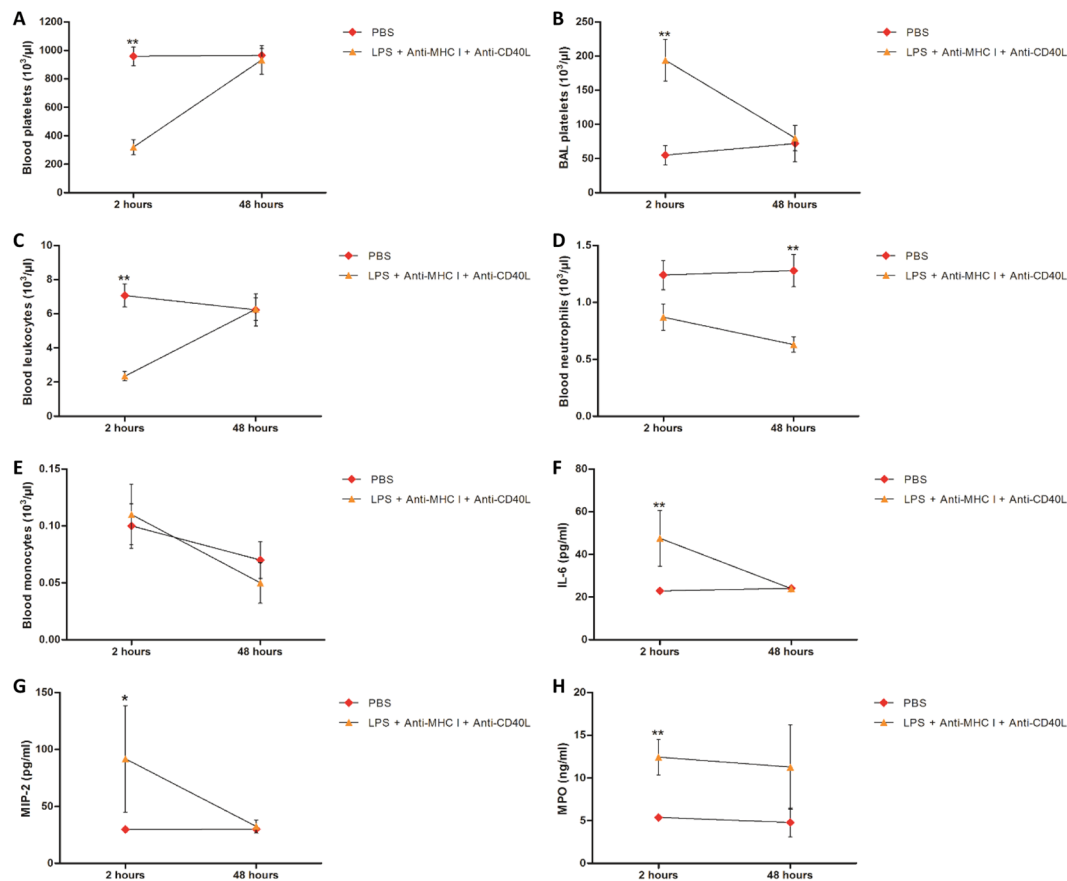 A
Blood platelets (10³/µl)
1200
1000
800
600
400
200
0
**
2 hours
48 hours
PBS
LPS + Anti-MHC I + Anti-CD40L
B
BAL platelets (10³/µl)
250
200
150
100
50
0
**
2 hours
48 hours
PBS
LPS + Anti-MHC I + Anti-CD40L
C
Blood leukocytes (10³/µl)
10
8
6
4
2
0
**
2 hours
48 hours
PBS
LPS + Anti-MHC I + Anti-CD40L
D
Blood neutrophils (10³/µl)
1.5
1.0
0.5
0.0
**
2 hours
48 hours
PBS
LPS + Anti-MHC I + Anti-CD40L
E
Blood monocytes (10³/µl)
0.15
0.10
0.05
0.00
2 hours
48 hours
PBS
LPS + Anti-MHC I + Anti-CD40L
F
IL-6 (pg/ml)
80
60
40
20
0
**
2 hours
48 hours
PBS
LPS + Anti-MHC I + Anti-CD40L
G
MIP-2 (pg/ml)
150
100
50
0
*
2 hours
48 hours
PBS
LPS + Anti-MHC I + Anti-CD40L
H
MPO (ng/ml)
20
15
10
5
0
**
2 hours
48 hours
PBS
LPS + Anti-MHC I + Anti-CD40L